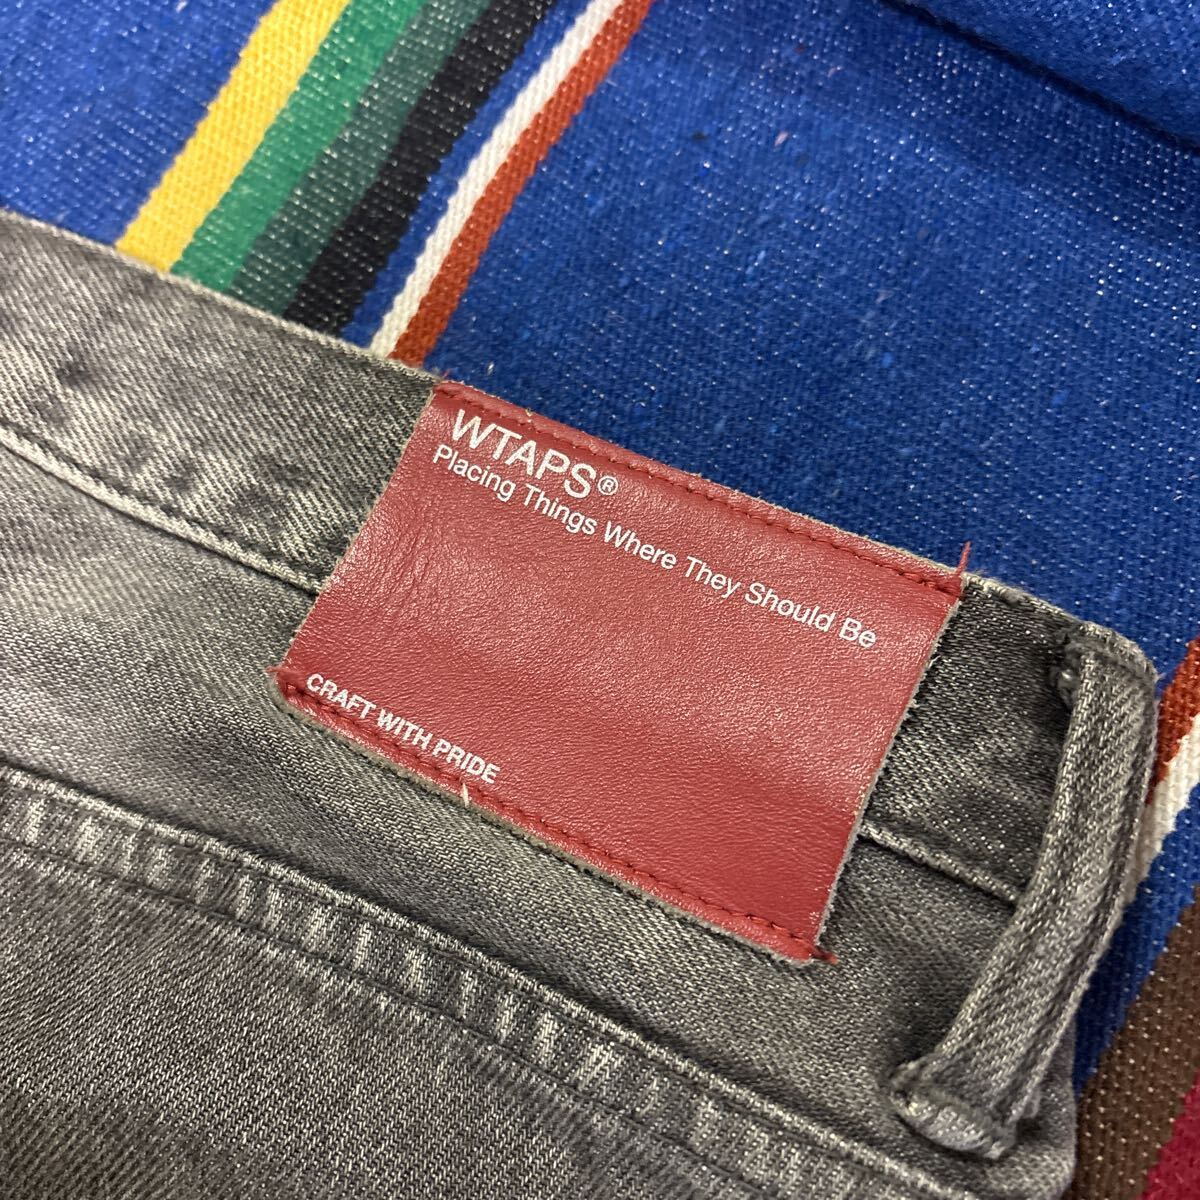 WTAPS®
Placing Things Where They Should Be
CRAFT WITH PRIDE